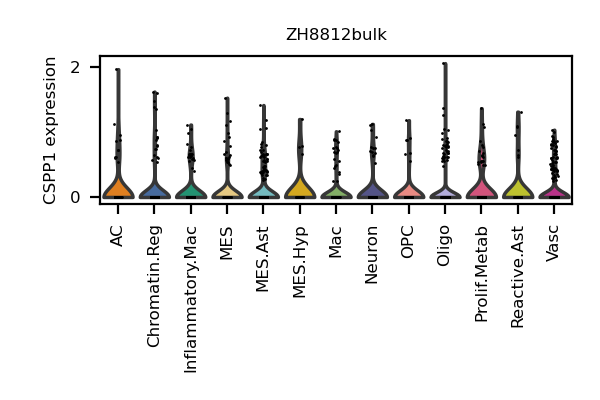 ZH8812bulk
CSPP1 expression
2
0
AC
Chromatin.Reg
Inflammatory.Mac
MES
MES.Ast
MES.Hyp
Mac
Neuron
OPC
Oligo
Prolif.Metab
Reactive.Ast
Vasc